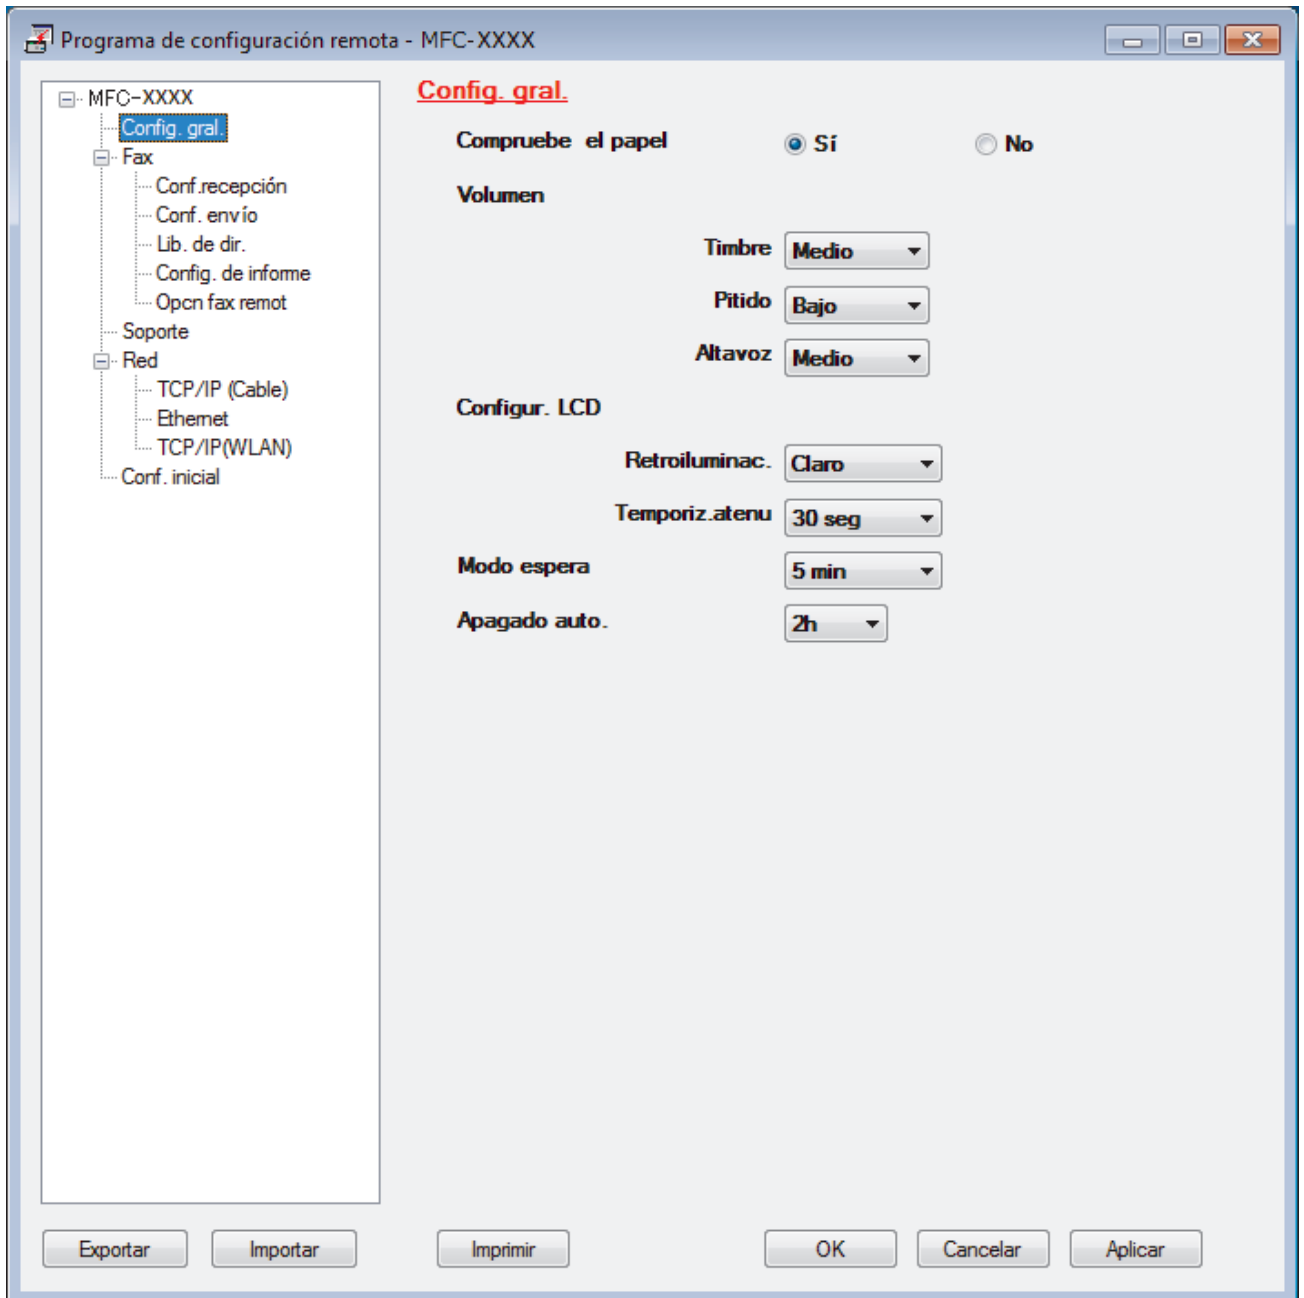 Programa de configuración remota - MFC-XXXX
MFC-XXXX
Config. gral.
Fax
Conf.recepción
Conf. envío
Lib. de dir.
Config. de informe
Opcn fax remot
Soporte
Red
TCP/IP (Cable)
Ethernet
TCP/IP(WLAN)
Conf. inicial
Config. gral.
Compruebe el papel Sí No
Volumen
Timbre Medio
Pitido Bajo
Altavoz Medio
Configur. LCD
Retroiluminac. Claro
Temporiz.atenu 30 seg
Modo espera 5 min
Apagado auto. 2h
Exportar Importar Imprimir OK Cancelar Aplicar